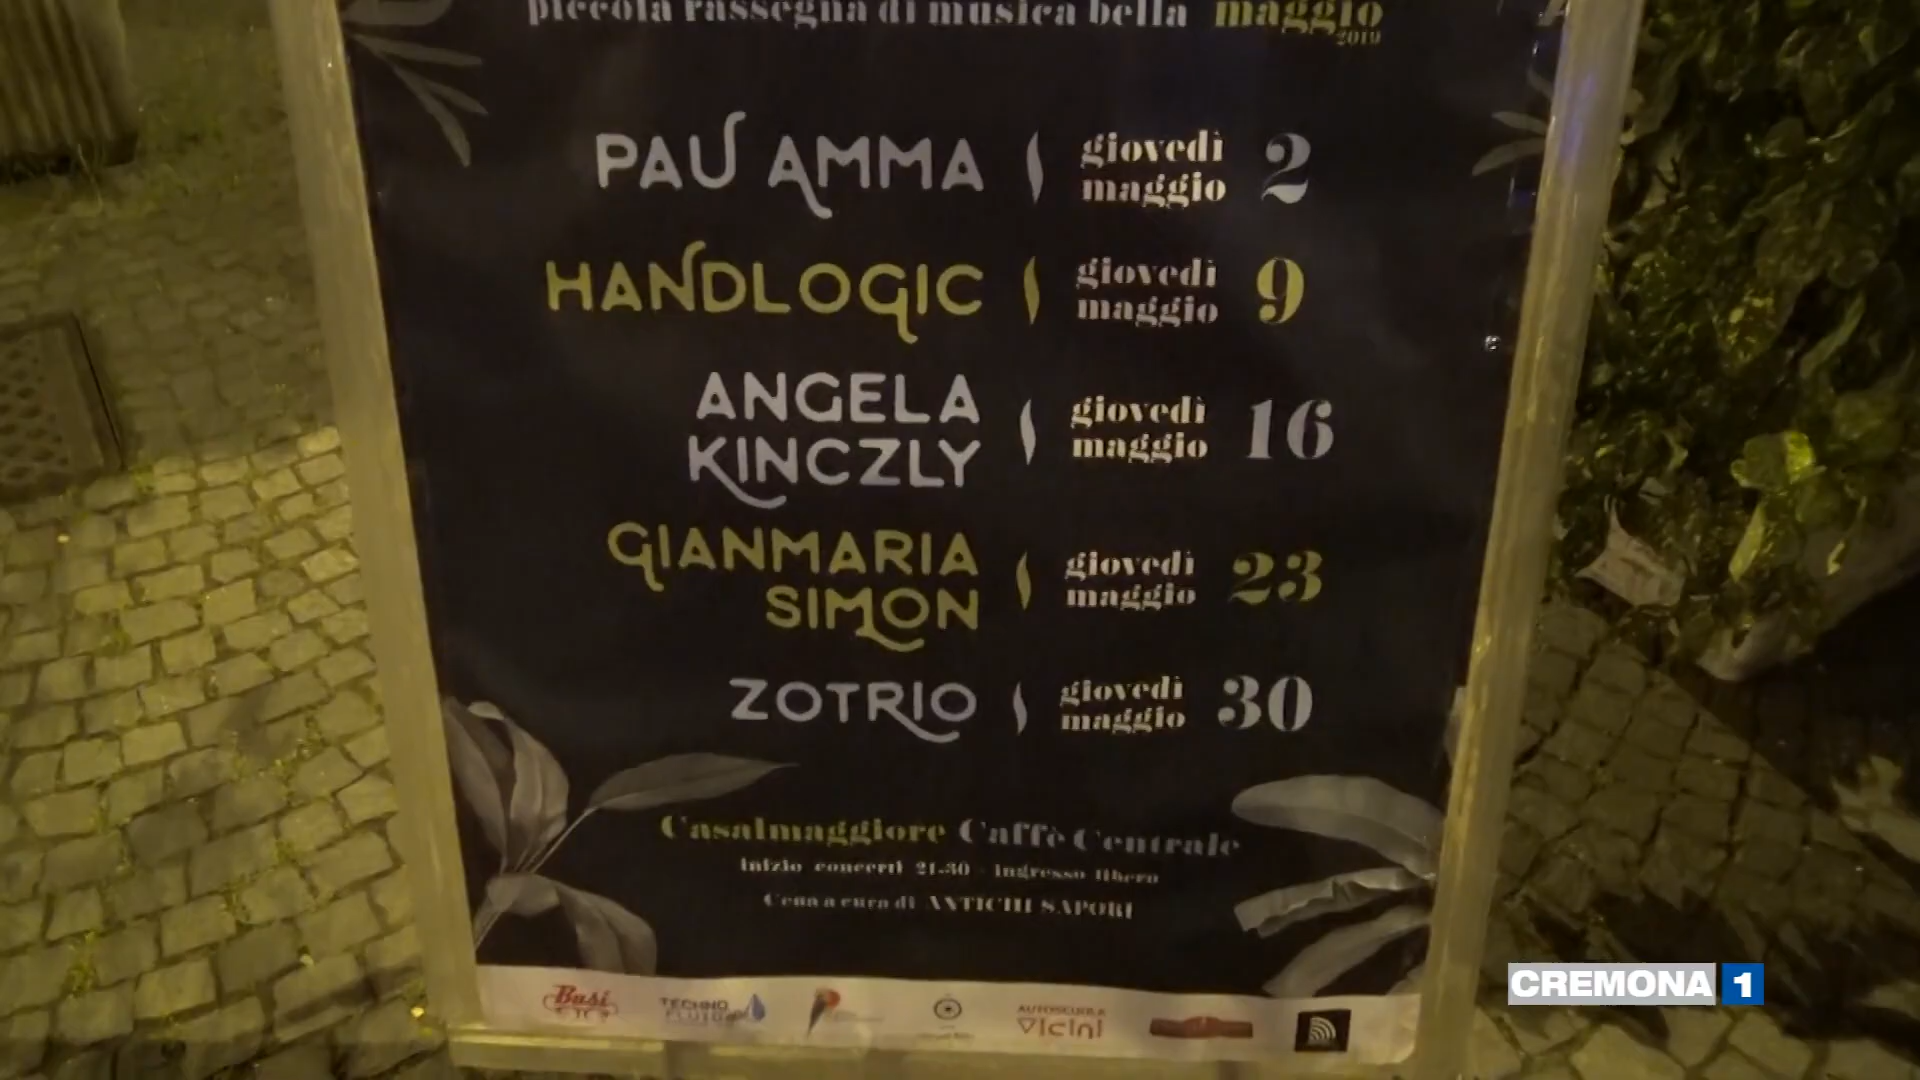 piccola rassegna di musica bella maggio
2019
PAU AMMA giovedì maggio 2
HANDLOGIC giovedì maggio 9
ANGELA KINCZLY giovedì maggio 16
GIANMARIA SIMON giovedì maggio 23
ZOTRIO giovedì maggio 30
Casalmaggiore Caffè Centrale
inizio concerti 21.30 - ingresso libero
Cena a cura di ANTICHI SAPORI
Busi
TECHNO
FLUID
AUTOSCUOLA
VICINI
CREMONA 1